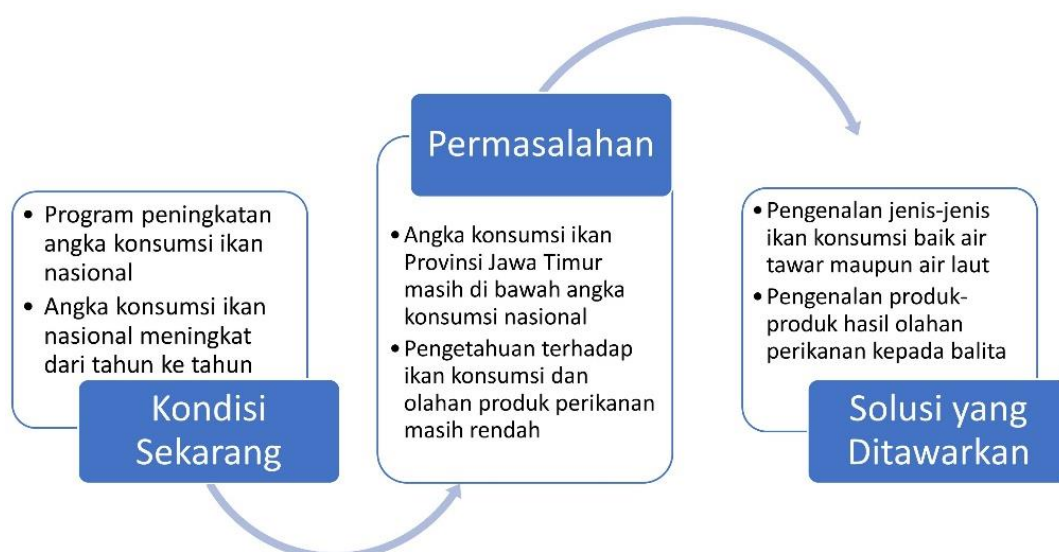 • Program peningkatan
angka konsumsi ikan
nasional
• Angka konsumsi ikan
nasional meningkat
dari tahun ke tahun
Kondisi
Sekarang
Permasalahan
• Angka konsumsi ikan
Provinsi Jawa Timur
masih di bawah angka
konsumsi nasional
• Pengetahuan terhadap
ikan konsumsi dan
olahan produk perikanan
masih rendah
• Pengenalan jenis-jenis
ikan konsumsi baik air
tawar maupun air laut
• Pengenalan produk-
produk hasil olahan
perikanan kepada balita
Solusi yang
Ditawarkan